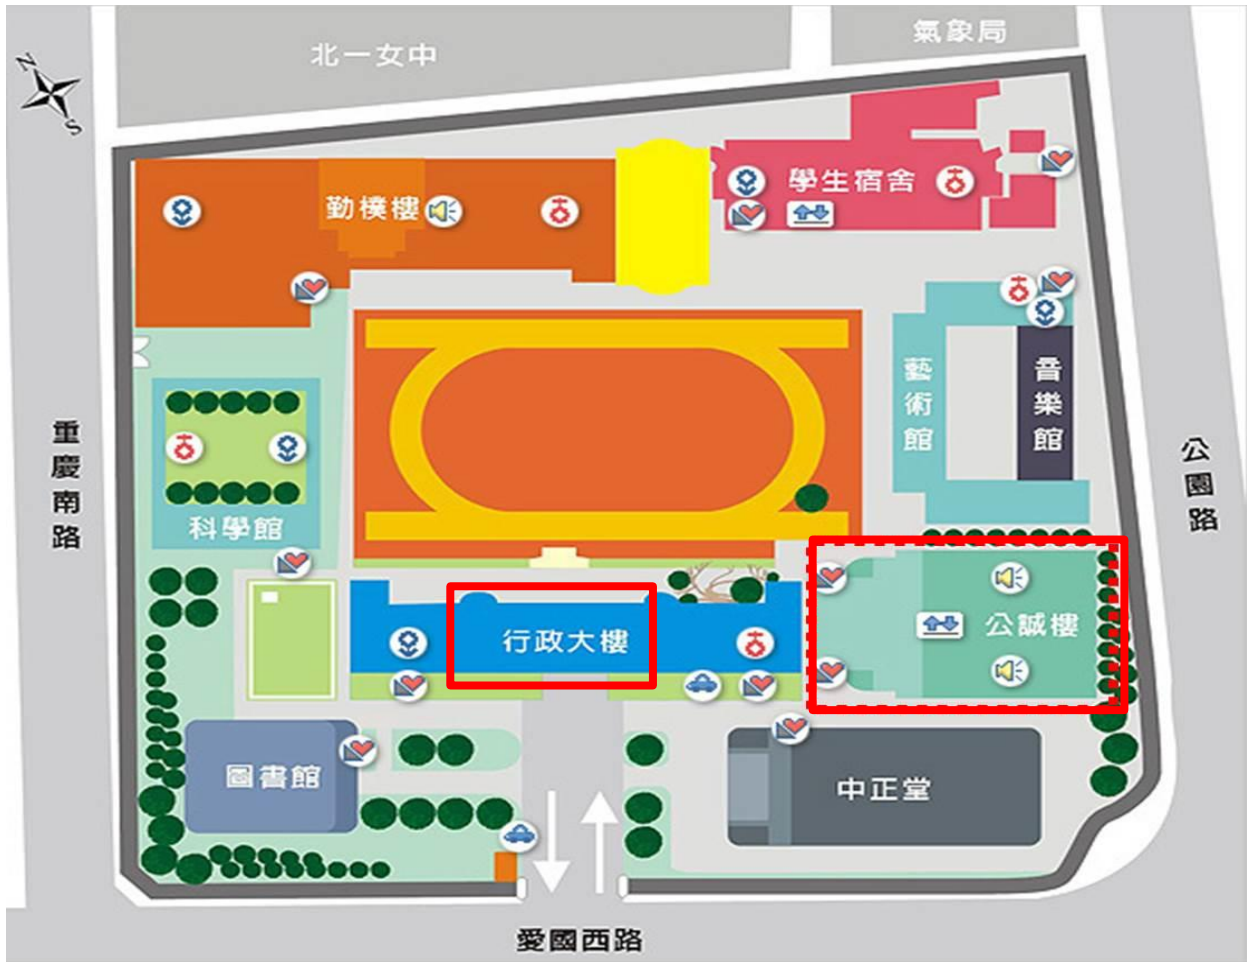 北一女中
氣象局
N
S
勤樸樓
學生宿舍
藝術館
音樂館
重慶南路
公園路
科學館
行政大樓
公誠樓
圖書館
中正堂
愛國西路